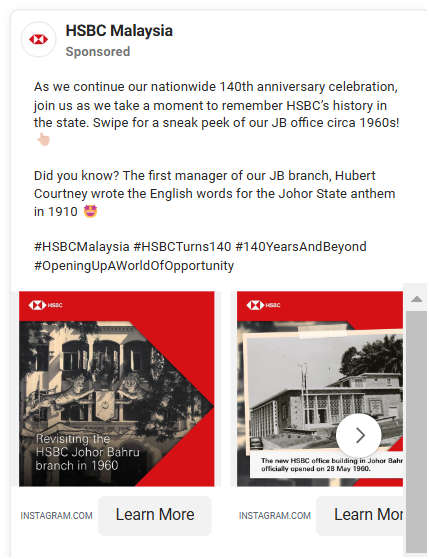 HSBC Malaysia
Sponsored
As we continue our nationwide 140th anniversary celebration,
join us as we take a moment to remember HSBC’s history in
the state. Swipe for a sneak peek of our JB office circa 1960s!
👆🏻
Did you know? The first manager of our JB branch, Hubert
Courtney wrote the English words for the Johor State anthem
in 1910 🤩
#HSBCMalaysia #HSBCTurns140 #140YearsAndBeyond
#OpeningUpAWorldOfOpportunity
HSBC
Revisiting the
HSBC Johor Bahru
branch in 1960
HSBC
The new HSBC office building in Johor Bahr
officially opened on 28 May 1960.
INSTAGRAM.COM
Learn More
INSTAGRAM.COM
Learn Mor